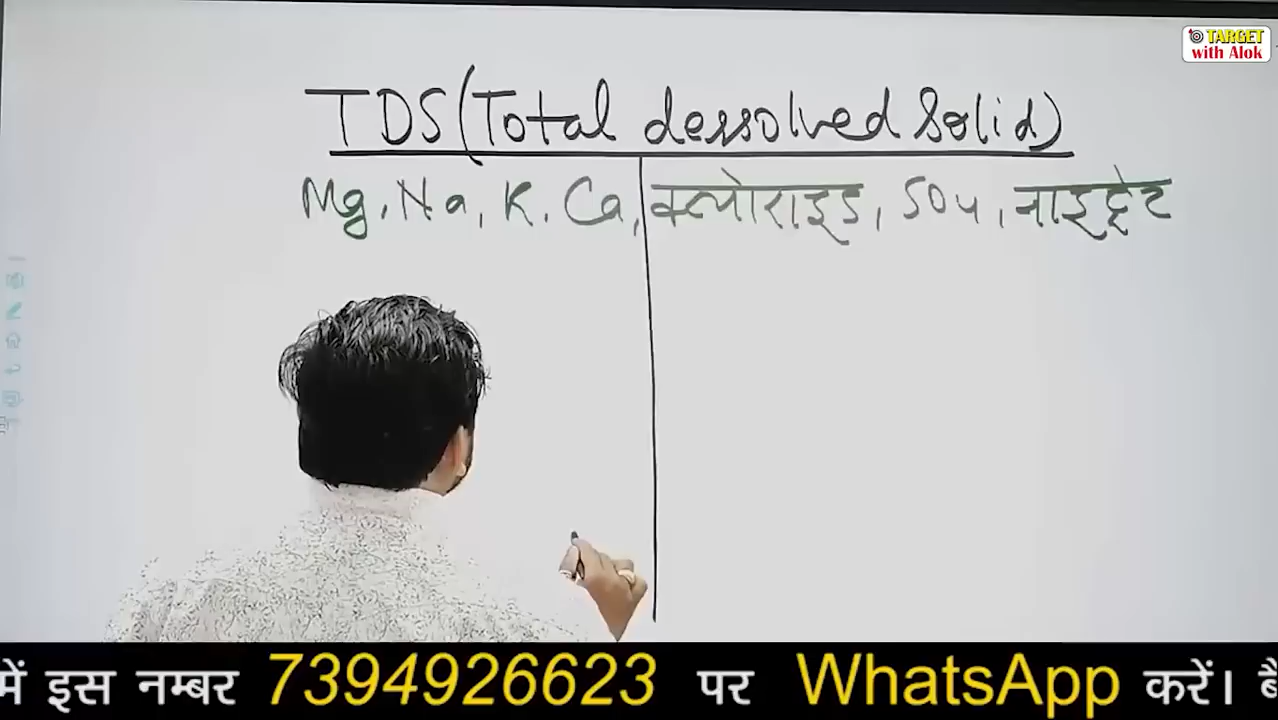 TARGET
with Alok
TDS (Total dessolved Solid)
Mg, Na, K, Ca, क्लोराइड, SO4, नाइट्रेट
में इस नम्बर 7394926623 पर WhatsApp करें। बै